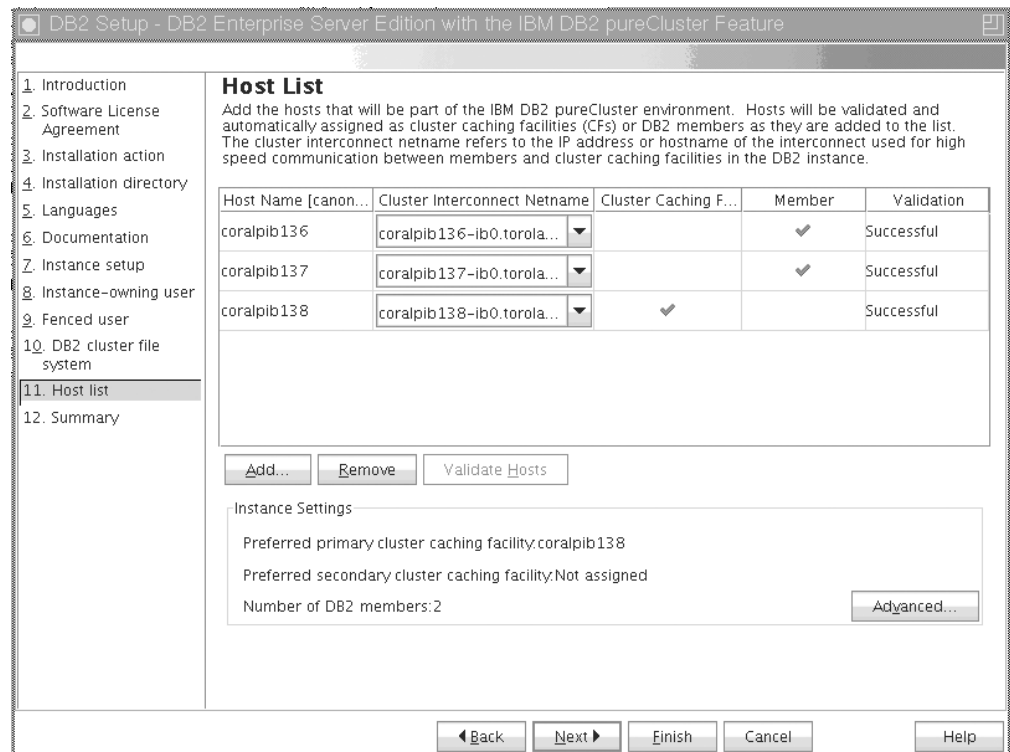 DB2 Setup - DB2 Enterprise Server Edition with the IBM DB2 pureCluster Feature
1. Introduction
2. Software License
Agreement
3. Installation action
4. Installation directory
5. Languages
6. Documentation
7. Instance setup
8. Instance-owning user
9. Fenced user
10. DB2 cluster file
system
11. Host list
12. Summary
Host List
Add the hosts that will be part of the IBM DB2 pureCluster environment. Hosts will be validated and
automatically assigned as cluster caching facilities (CFs) or DB2 members as they are added to the list.
The cluster interconnect netname refers to the IP address or hostname of the interconnect used for high
speed communication between members and cluster caching facilities in the DB2 instance.
Host Name [canon... Cluster Interconnect Netname Cluster Caching F... Member Validation
coralpib136 coralpib136-ib0.torola... Successful
coralpib137 coralpib137-ib0.torola... Successful
coralpib138 coralpib138-ib0.torola... Successful
Add... Remove Validate Hosts
Instance Settings
Preferred primary cluster caching facility:coralpib138
Preferred secondary cluster caching facility:Not assigned
Number of DB2 members:2
Advanced...
Back Next Finish Cancel Help